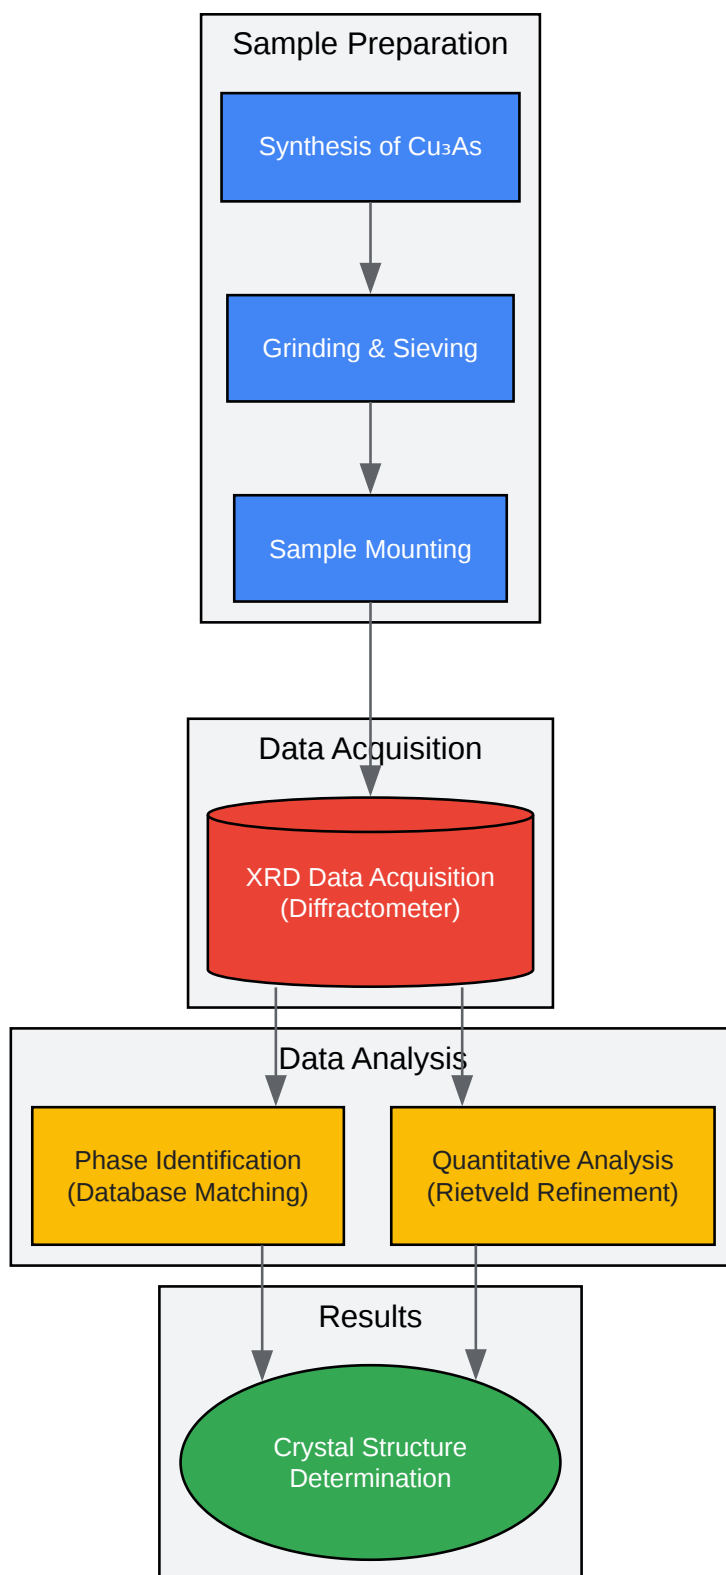 Sample Preparation
Synthesis of Cu₃As
Grinding & Sieving
Sample Mounting
Data Acquisition
XRD Data Acquisition
(Diffractometer)
Data Analysis
Phase Identification
(Database Matching)
Quantitative Analysis
(Rietveld Refinement)
Results
Crystal Structure
Determination